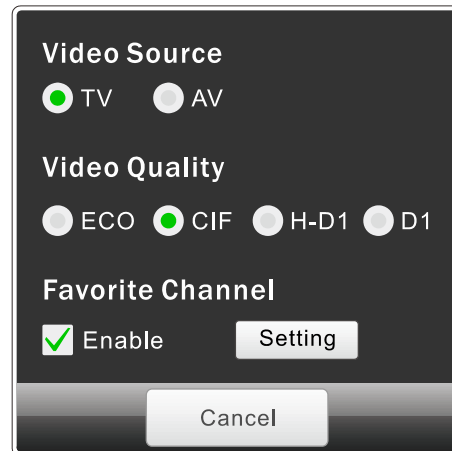 Video Source
TV AV
Video Quality
ECO CIF H-D1 D1
Favorite Channel
Enable Setting
Cancel